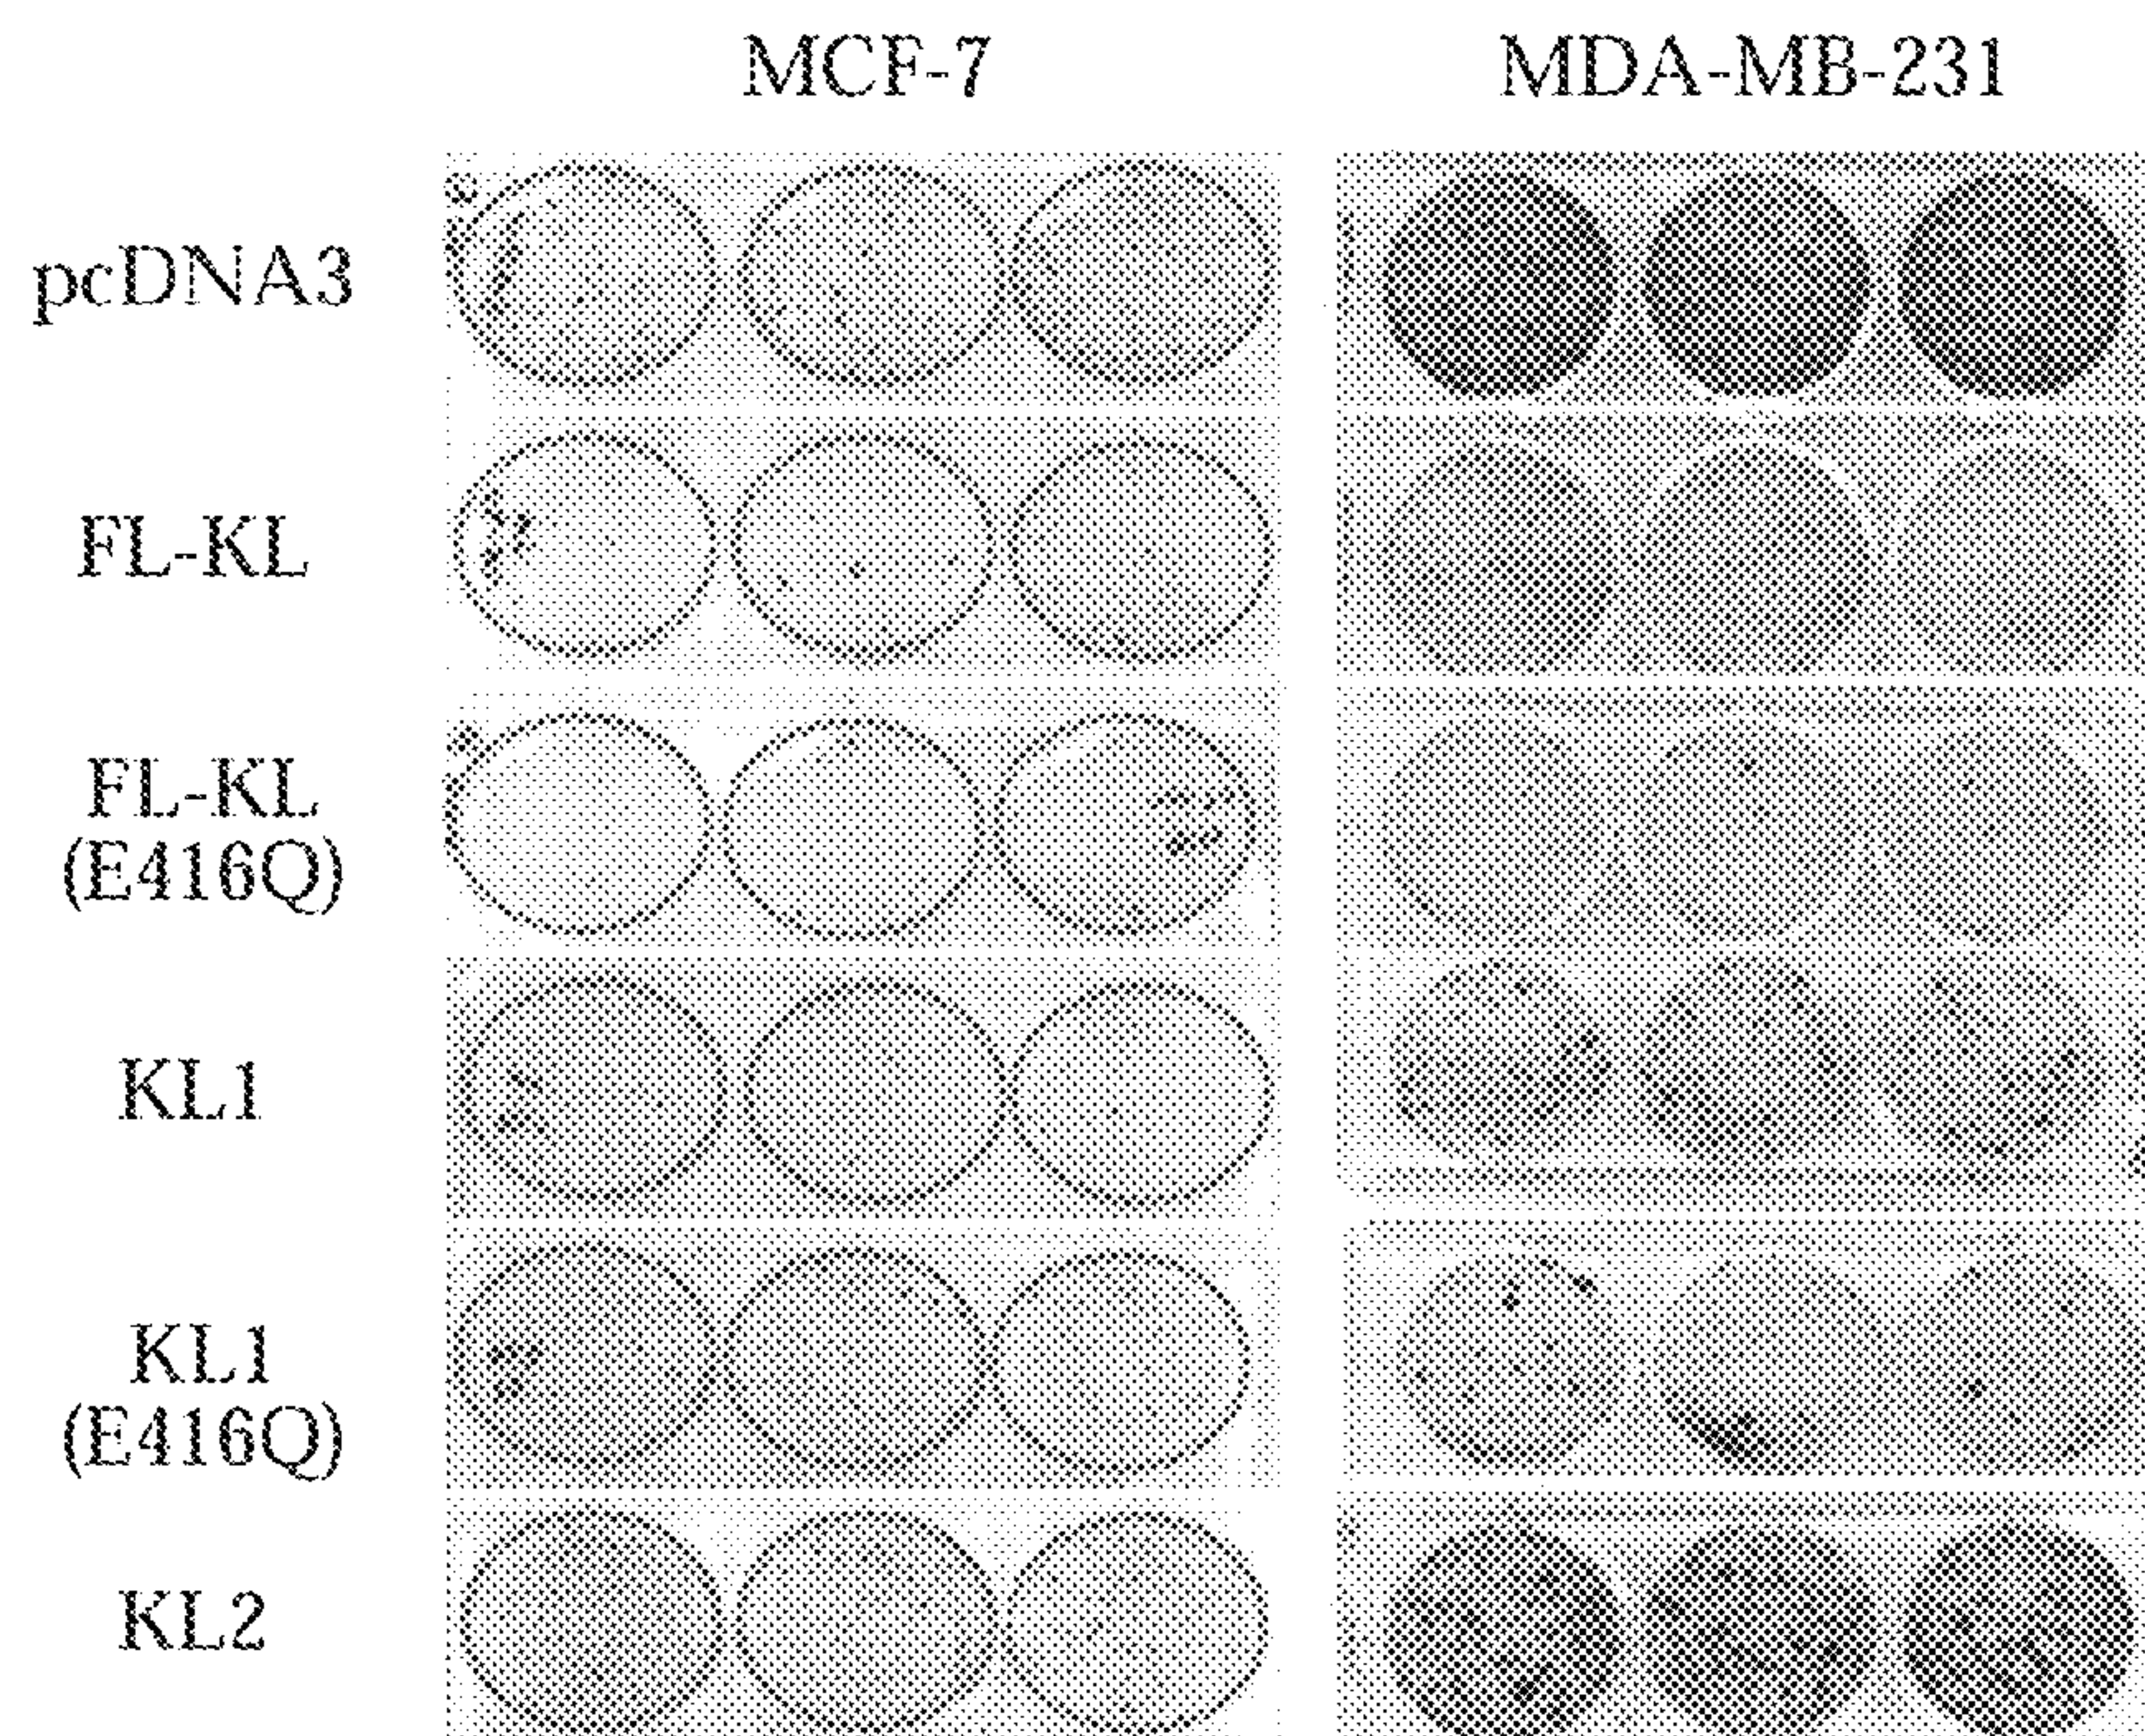 MCF-7 MDA-MB-231
pcDNA3
FL-KL
FL-KL
(E416Q)
KL1
KL1
(E416Q)
KL2